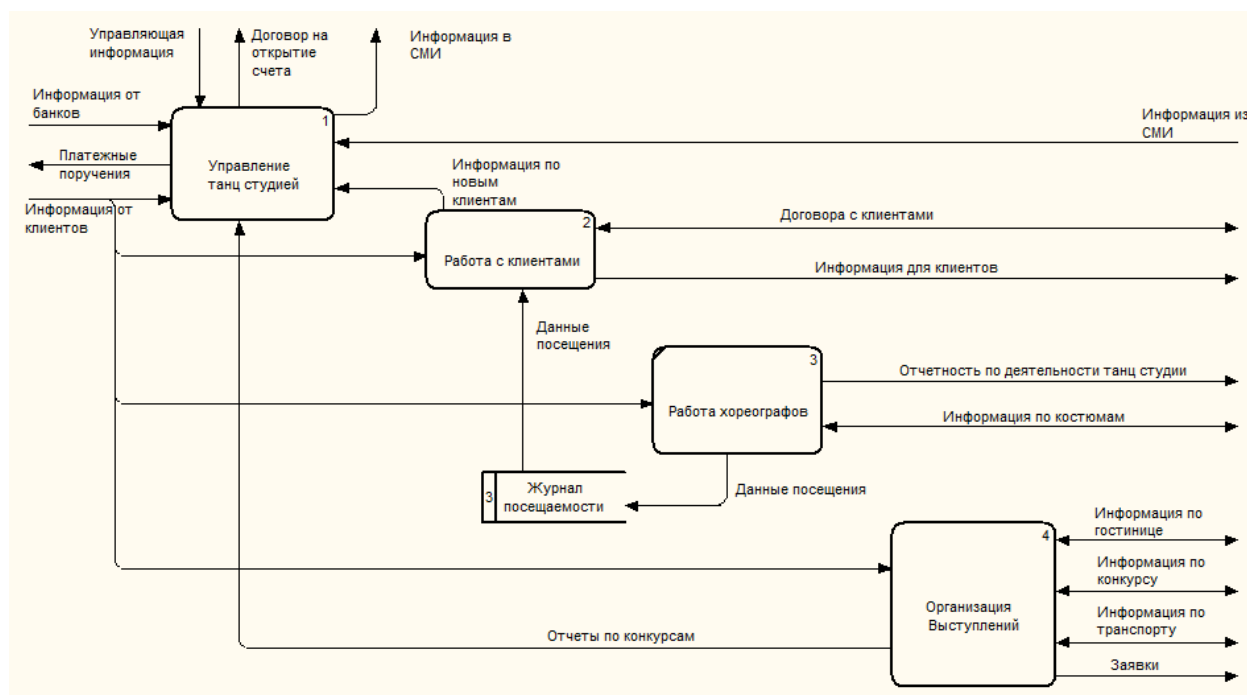 Управляющая
информация
Договор на
открытие
счета
Информация в
СМИ
Информация от
банков
1
Информация из
СМИ
Платежные
поручения
Управление
танц студией
Информация по
новым
клиентам
Информация от
клиентов
2
Договора с клиентами
Работа с клиентами
Информация для клиентов
Данные
посещения
3
Отчетность по деятельности танц студии
Работа хореографов
Информация по костюмам
3
Журнал
посещаемости
Данные посещения
4
Информация по
гостинице
Информация по
конкурсу
Организация
Выступлений
Информация по
транспорту
Отчеты по конкурсам
Заявки